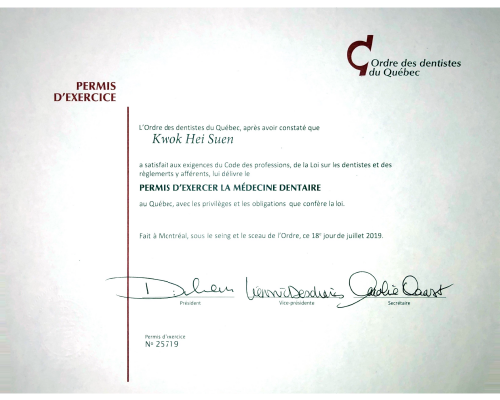 Ordre des dentistes
du Québec
PERMIS
D'EXERCICE
L'Ordre des dentistes du Québec, après avoir constaté que
Kwok Hei Suen
a satisfait aux exigences du Code des professions, de la Loi sur les dentistes et des
règlements y afférents, lui délivre le
PERMIS D'EXERCER LA MÉDECINE DENTAIRE
au Québec, avec les privilèges et les obligations que confère la loi.
Fait à Montréal, sous le seing et le sceau de l'Ordre, ce 18e jour de juillet 2019.
Président
Vice-présidente
Secrétaire
Permis d'exercice
No 25719